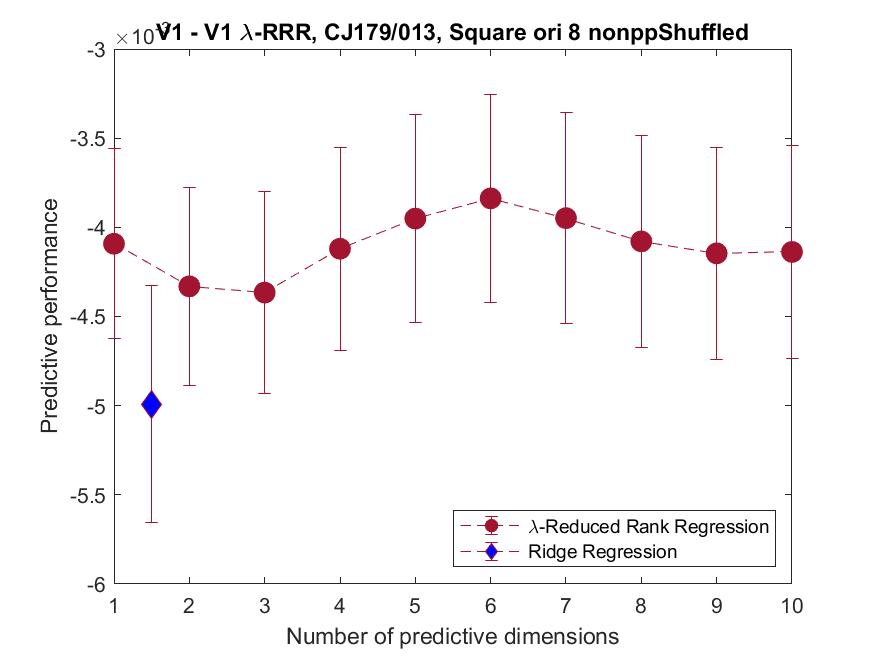 ×10⁻³
V1 - V1 λ-RRR, CJ179/013, Square ori 8 nonppShuffled
-3
-3.5
-4
-4.5
-5
-5.5
-6
Predictive performance
λ-Reduced Rank Regression
Ridge Regression
1 2 3 4 5 6 7 8 9 10
Number of predictive dimensions